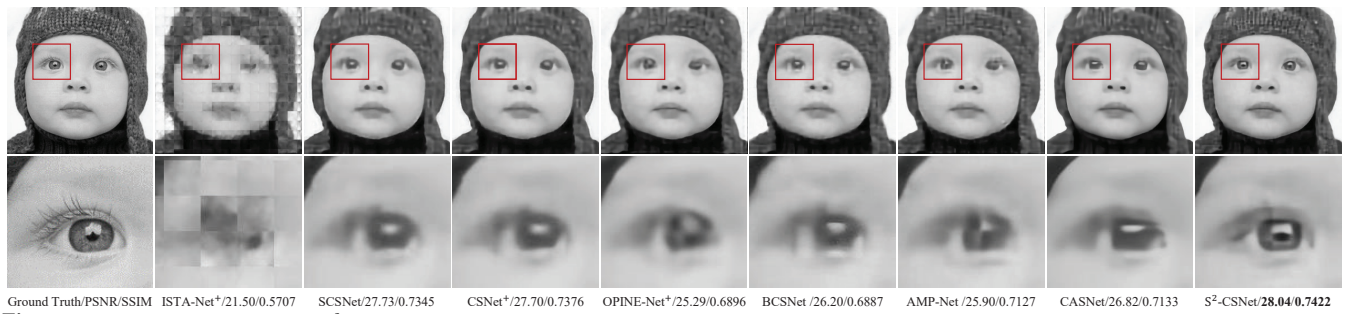 Ground Truth/PSNR/SSIM ISTA-Net⁺/21.50/0.5707 SCSNet/27.73/0.7345 CSNet⁺/27.70/0.7376 OPINE-Net⁺/25.29/0.6896 BCSNet /26.20/0.6887 AMP-Net /25.90/0.7127 CASNet/26.82/0.7133 S²-CSNet/28.04/0.7422